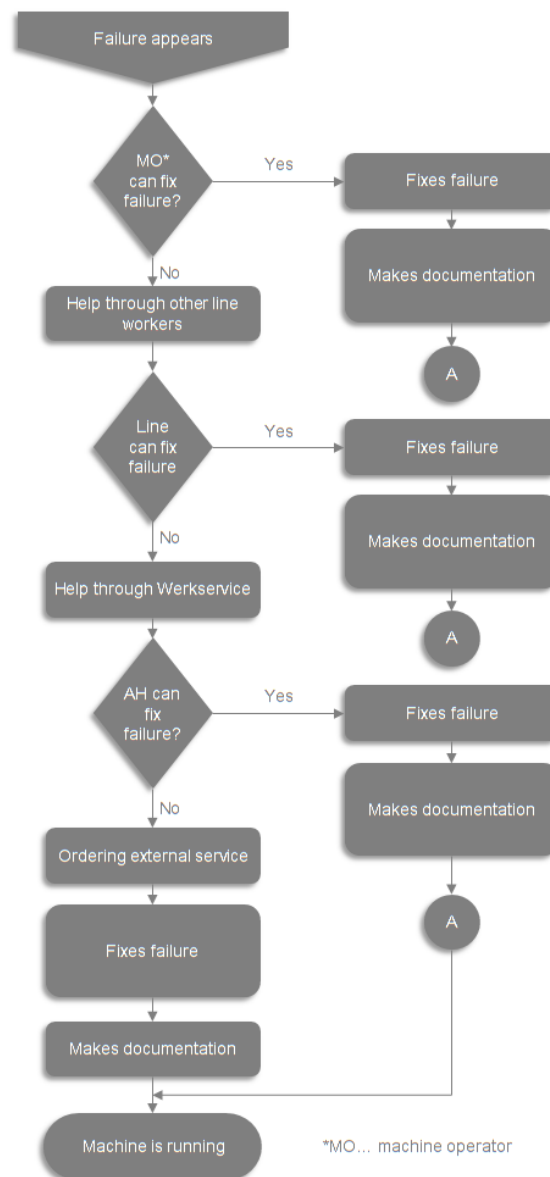 Failure appears
MO*
can fix
failure?
Yes
Fixes failure
Makes documentation
A
No
Help through other line
workers
Line
can fix
failure
Yes
Fixes failure
Makes documentation
A
No
Help through Werkservice
AH can
fix
failure?
Yes
Fixes failure
Makes documentation
A
No
Ordering external service
Fixes failure
Makes documentation
Machine is running
*MO... machine operator